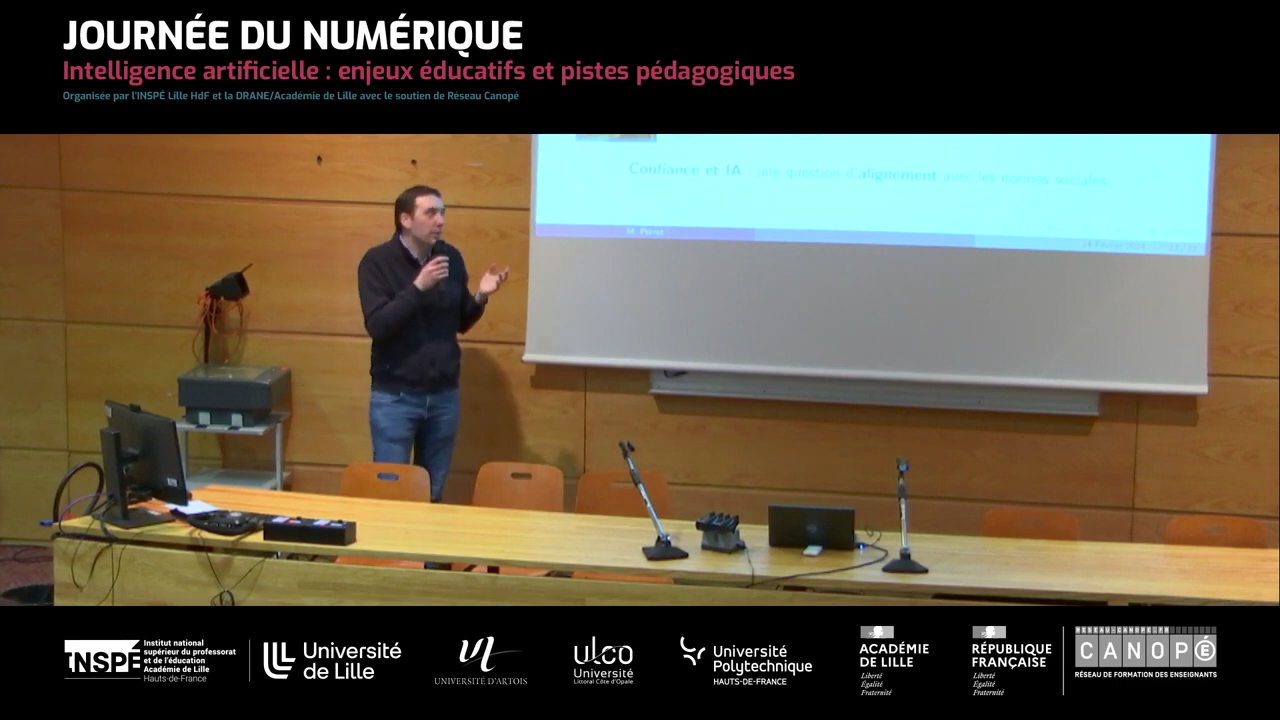 JOURNÉE DU NUMÉRIQUE
Intelligence artificielle : enjeux éducatifs et pistes pédagogiques
Organisée par l'INSPÉ Lille HdF et la DRANE/Académie de Lille avec le soutien de Réseau Canopé
Confiance et IA une question d'alignement avec les normes sociales
INSPÉ
Institut national
supérieur du professorat
et de l'éducation
Académie de Lille
Hauts-de-France
Université
de Lille
UNIVERSITÉ D'ARTOIS
ulco
Université
Littoral Côte d'Opale
Université
Polytechnique
HAUTS-DE-FRANCE
ACADÉMIE
DE LILLE
Liberté
Égalité
Fraternité
RÉPUBLIQUE
FRANÇAISE
Liberté
Égalité
Fraternité
RESEAU-CANOPE.FR
CANOPÉ
RÉSEAU DE FORMATION DES ENSEIGNANTS